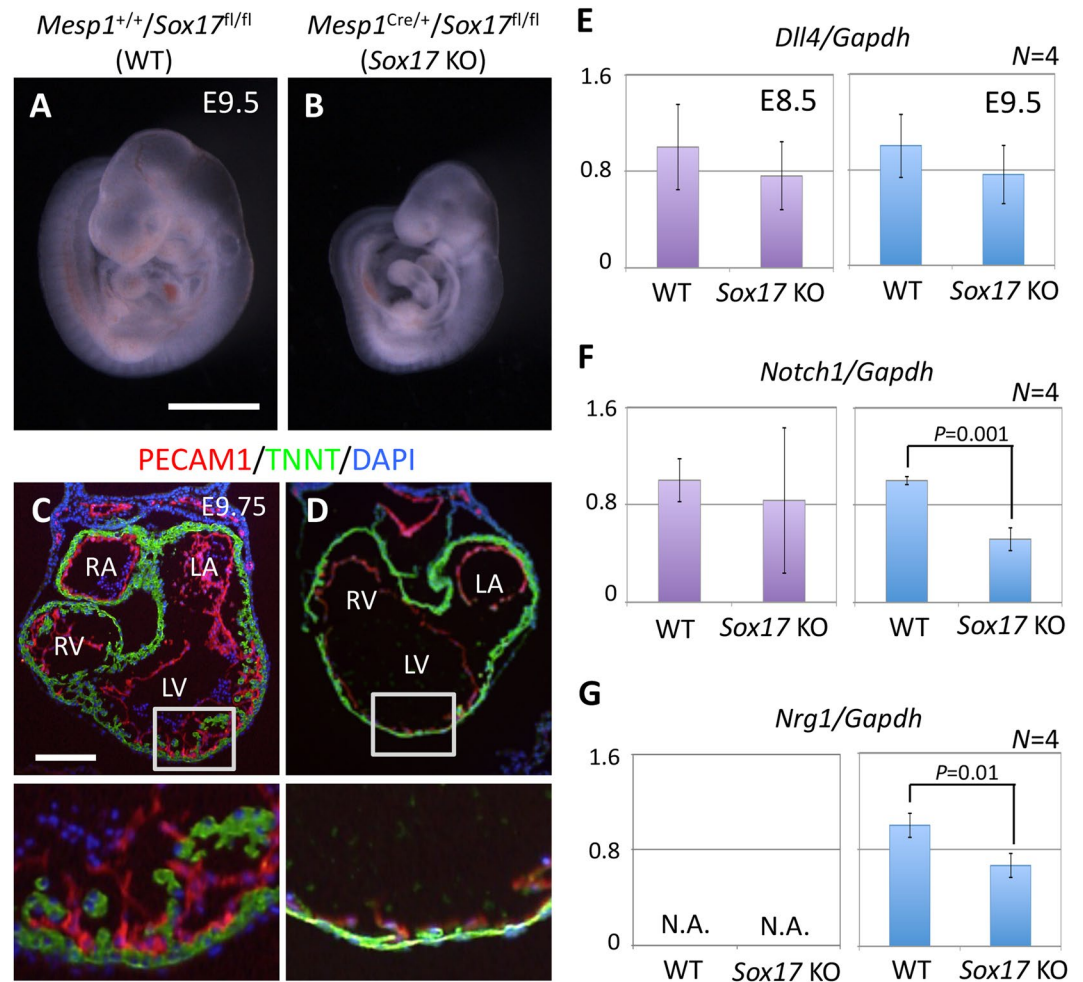 Mesp1+/+/Sox17fl/fl
(WT)
Mesp1Cre/+/Sox17fl/fl
(Sox17 KO)
A
E9.5
B
PECAM1/TNNT/DAPI
C
E9.75
RA
LA
RV
LV
D
RV
LA
LV
E
Dll4/Gapdh
N=4
1.6
E8.5
E9.5
0.8
0
WT
Sox17 KO
WT
Sox17 KO
F
Notch1/Gapdh
N=4
1.6
P=0.001
0.8
0
WT
Sox17 KO
WT
Sox17 KO
G
Nrg1/Gapdh
N=4
1.6
P=0.01
0.8
N.A.
N.A.
0
WT
Sox17 KO
WT
Sox17 KO